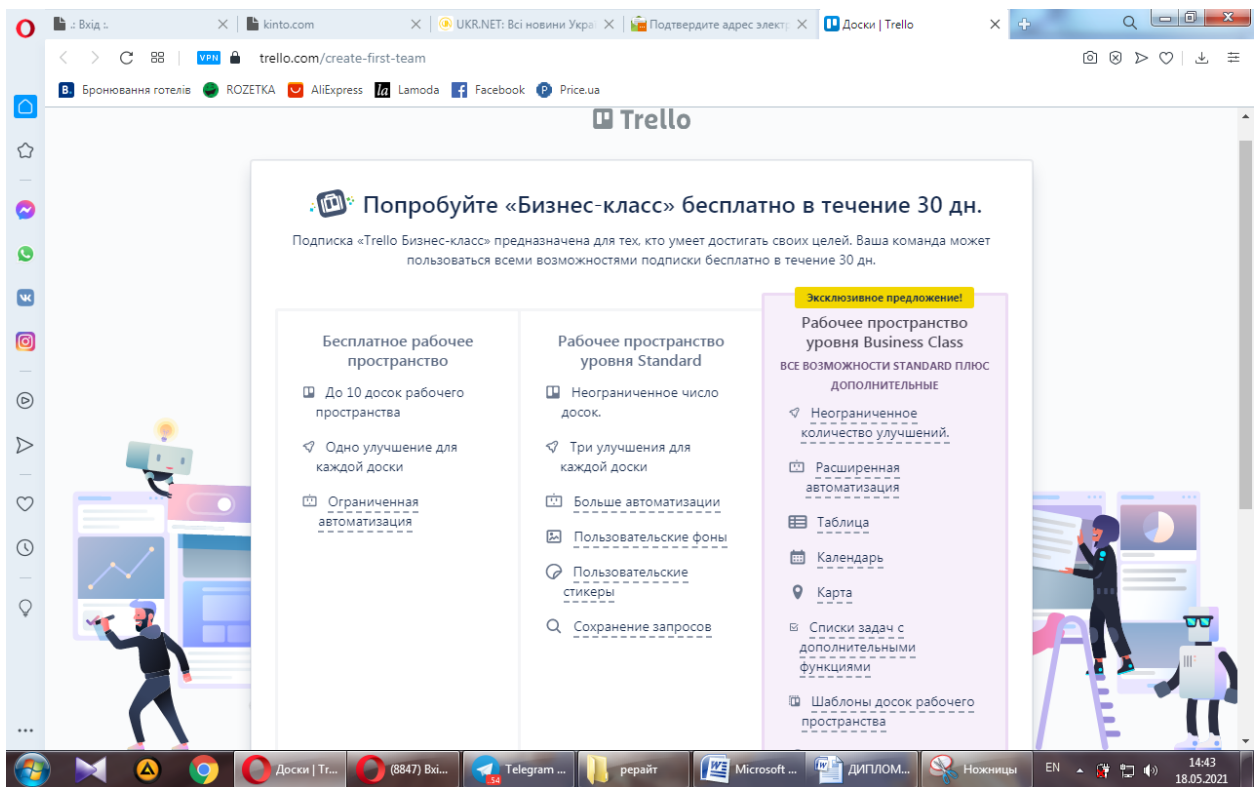 .: Вхід :.
kinto.com
UKR.NET: Всі новини Украї
Подтвердите адрес электр
Доски | Trello
VPN
trello.com/create-first-team
B. Бронювання готелів
ROZETKA
AliExpress
la Lamoda
Facebook
P Price.ua
Trello
Попробуйте «Бизнес-класс» бесплатно в течение 30 дн.
Подписка «Trello Бизнес-класс» предназначена для тех, кто умеет достигать своих целей. Ваша команда может
пользоваться всеми возможностями подписки бесплатно в течение 30 дн.
Бесплатное рабочее
пространство
До 10 досок рабочего
пространства
Одно улучшение для
каждой доски
Ограниченная
автоматизация
Рабочее пространство
уровня Standard
Неограниченное число
досок.
Три улучшения для
каждой доски
Больше автоматизации
Пользовательские фоны
Пользовательские
стикеры
Сохранение запросов
Эксклюзивное предложение!
Рабочее пространство
уровня Business Class
ВСЕ ВОЗМОЖНОСТИ STANDARD ПЛЮС
ДОПОЛНИТЕЛЬНЫЕ
Неограниченное
количество улучшений.
Расширенная
автоматизация
Таблица
Календарь
Карта
Списки задач с
дополнительными
функциями
Шаблоны досок рабочего
пространства
Доски | Tr...
(8847) Вхі...
54
Telegram ...
рерайт
Microsoft ...
ДИПЛОМ...
Ножницы
EN
14:43
18.05.2021